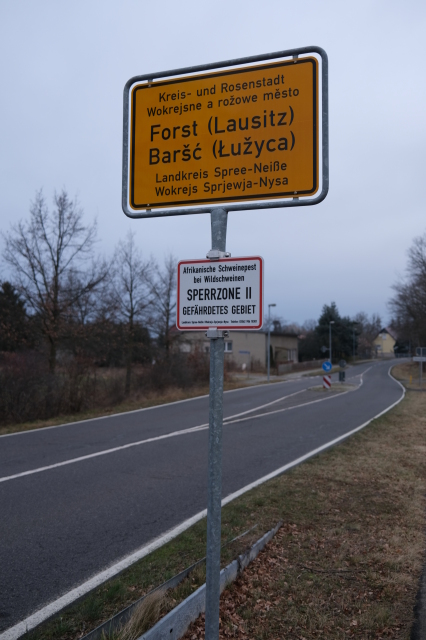 Kreis- und Rosenstadt
Wokrejsne a rožowe město
Forst (Lausitz)
Baršć (Łužyca)
Landkreis Spree-Neiße
Wokrejs Sprjewja-Nysa
Afrikanische Schweinepest
bei Wildschweinen
SPERRZONE II
GEFÄHRDETES GEBIET